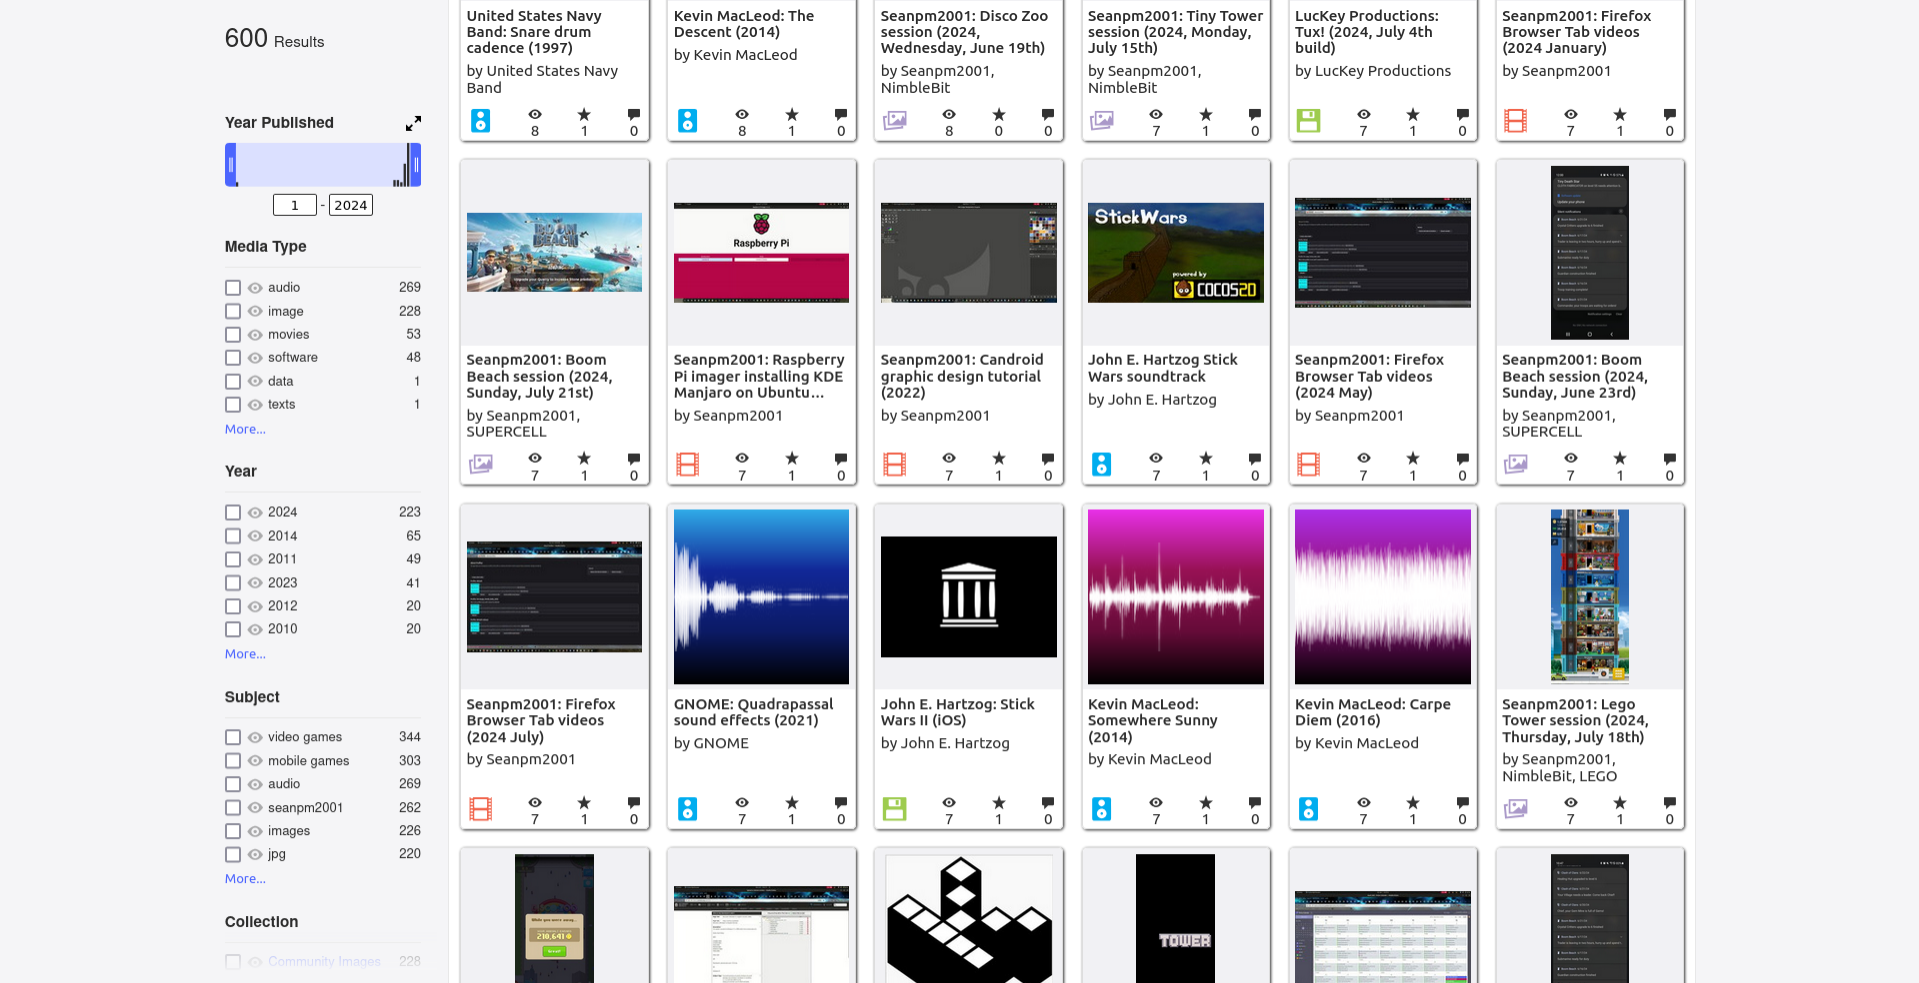 600 Results
Year Published
1 - 2024
Media Type
audio 269
image 228
movies 53
software 48
data 1
texts 1
More...
Year
2024 223
2014 65
2011 49
2023 41
2012 20
2010 20
More...
Subject
video games 344
mobile games 303
audio 269
seanpm2001 262
images 226
jpg 220
More...
Collection
Community Images 228
United States Navy
Band: Snare drum
cadence (1997)
by United States Navy
Band
8 1 0
Kevin MacLeod: The
Descent (2014)
by Kevin MacLeod
8 1 0
Seanpm2001: Disco Zoo
session (2024,
Wednesday, June 19th)
by Seanpm2001,
NimbleBit
8 0 0
Seanpm2001: Tiny Tower
session (2024, Monday,
July 15th)
by Seanpm2001,
NimbleBit
7 1 0
LucKey Productions:
Tux! (2024, July 4th
build)
by LucKey Productions
7 1 0
Seanpm2001: Firefox
Browser Tab videos
(2024 January)
by Seanpm2001
7 1 0
BOOM
BEACH
Seanpm2001: Boom
Beach session (2024,
Sunday, July 21st)
by Seanpm2001,
SUPERCELL
7 1 0
Raspberry Pi
Seanpm2001: Raspberry
Pi imager installing KDE
Manjaro on Ubuntu...
by Seanpm2001
7 1 0
Seanpm2001: Candroid
graphic design tutorial
(2022)
by Seanpm2001
7 1 0
StickWars
powered by
COCOS2D
John E. Hartzog Stick
Wars soundtrack
by John E. Hartzog
7 1 0
Seanpm2001: Firefox
Browser Tab videos
(2024 May)
by Seanpm2001
7 1 0
Seanpm2001: Boom
Beach session (2024,
Sunday, June 23rd)
by Seanpm2001,
SUPERCELL
7 1 0
Seanpm2001: Firefox
Browser Tab videos
(2024 July)
by Seanpm2001
7 1 0
GNOME: Quadrapassal
sound effects (2021)
by GNOME
7 1 0
John E. Hartzog: Stick
Wars II (iOS)
by John E. Hartzog
7 1 0
Kevin MacLeod:
Somewhere Sunny
(2014)
by Kevin MacLeod
7 1 0
Kevin MacLeod: Carpe
Diem (2016)
by Kevin MacLeod
7 1 0
Seanpm2001: Lego
Tower session (2024,
Thursday, July 18th)
by Seanpm2001,
NimbleBit, LEGO
7 1 0
While you were away...
210,641
TOWER